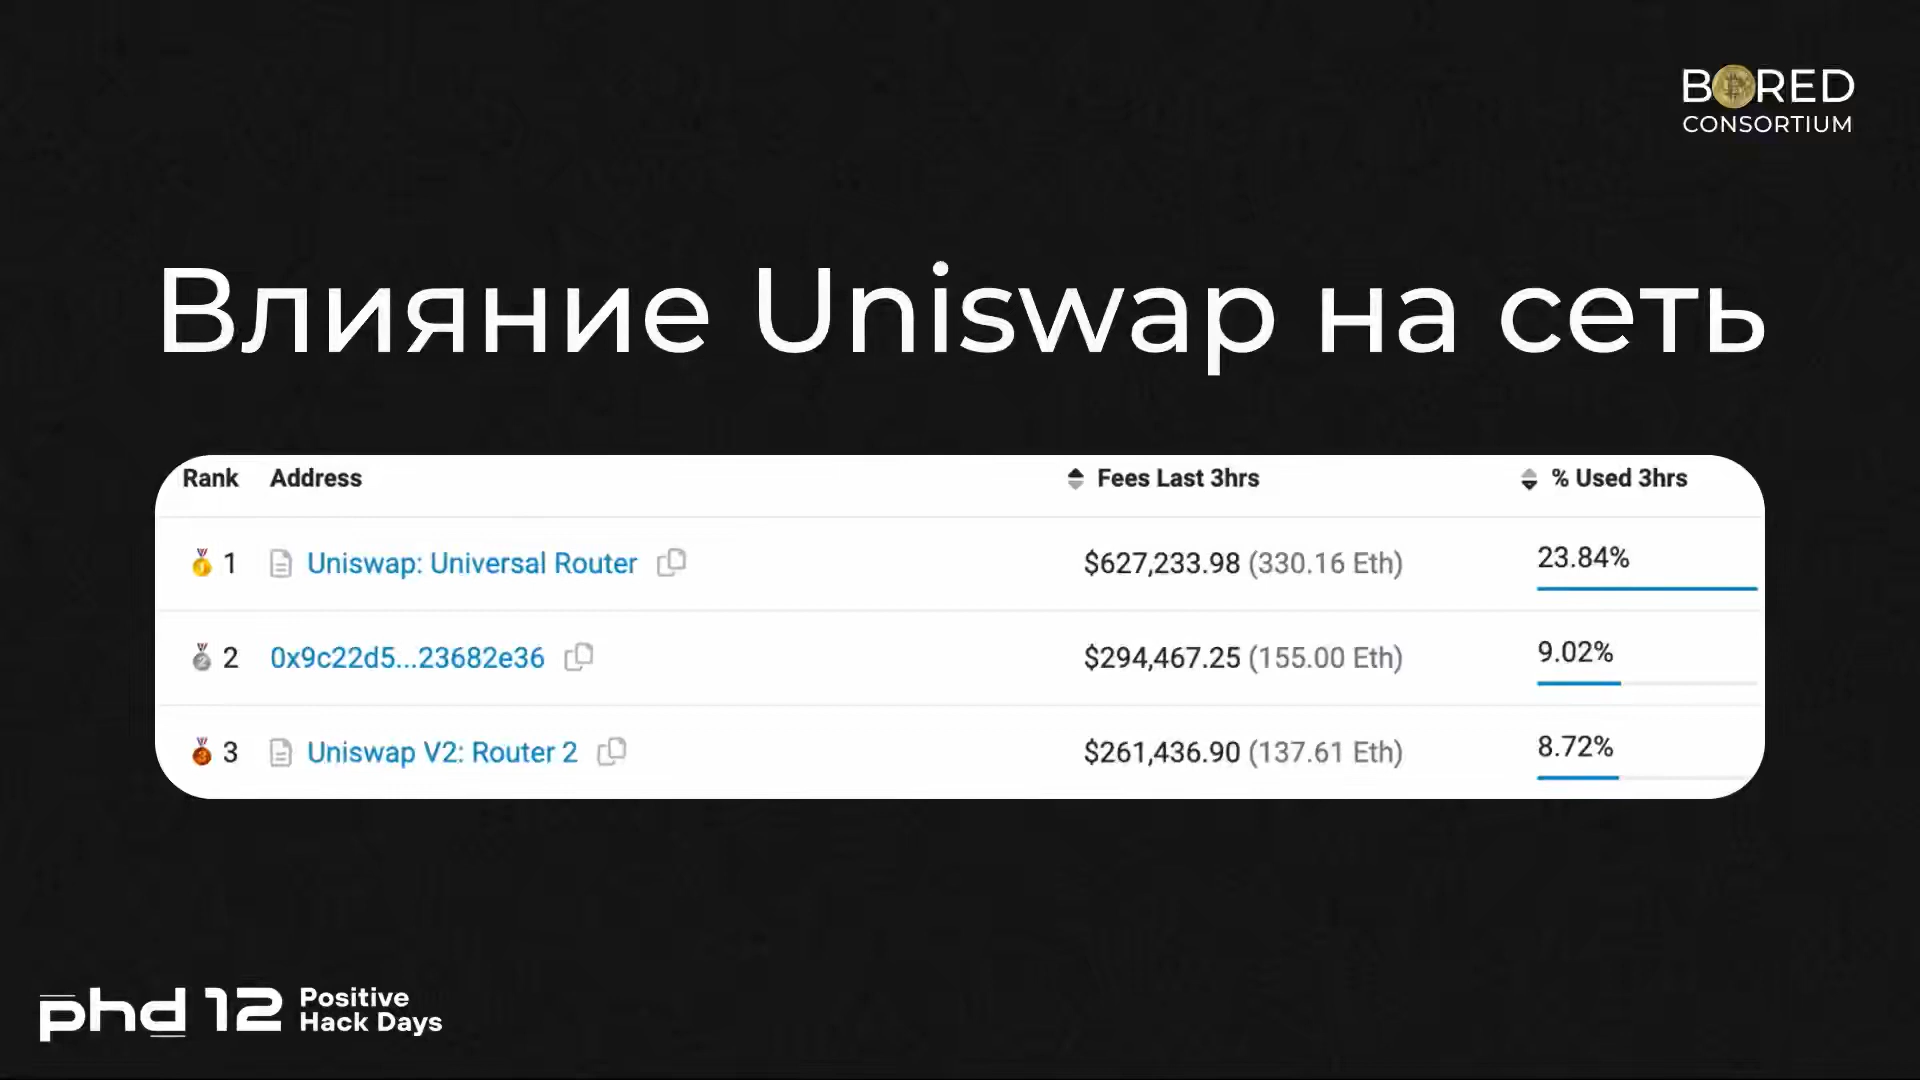 BORED
CONSORTIUM
Влияние Uniswap на сеть
Rank Address Fees Last 3hrs % Used 3hrs
1 Uniswap: Universal Router $627,233.98 (330.16 Eth) 23.84%
2 0x9c22d5...23682e36 $294,467.25 (155.00 Eth) 9.02%
3 Uniswap V2: Router 2 $261,436.90 (137.61 Eth) 8.72%
phd 12 Positive
Hack Days